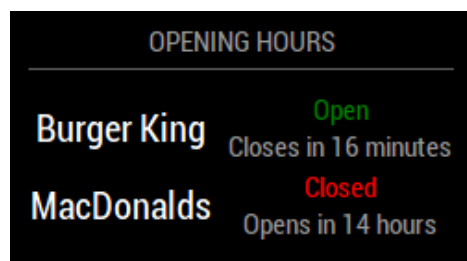 OPENING HOURS
Burger King
Open
Closes in 16 minutes
MacDonalds
Closed
Opens in 14 hours